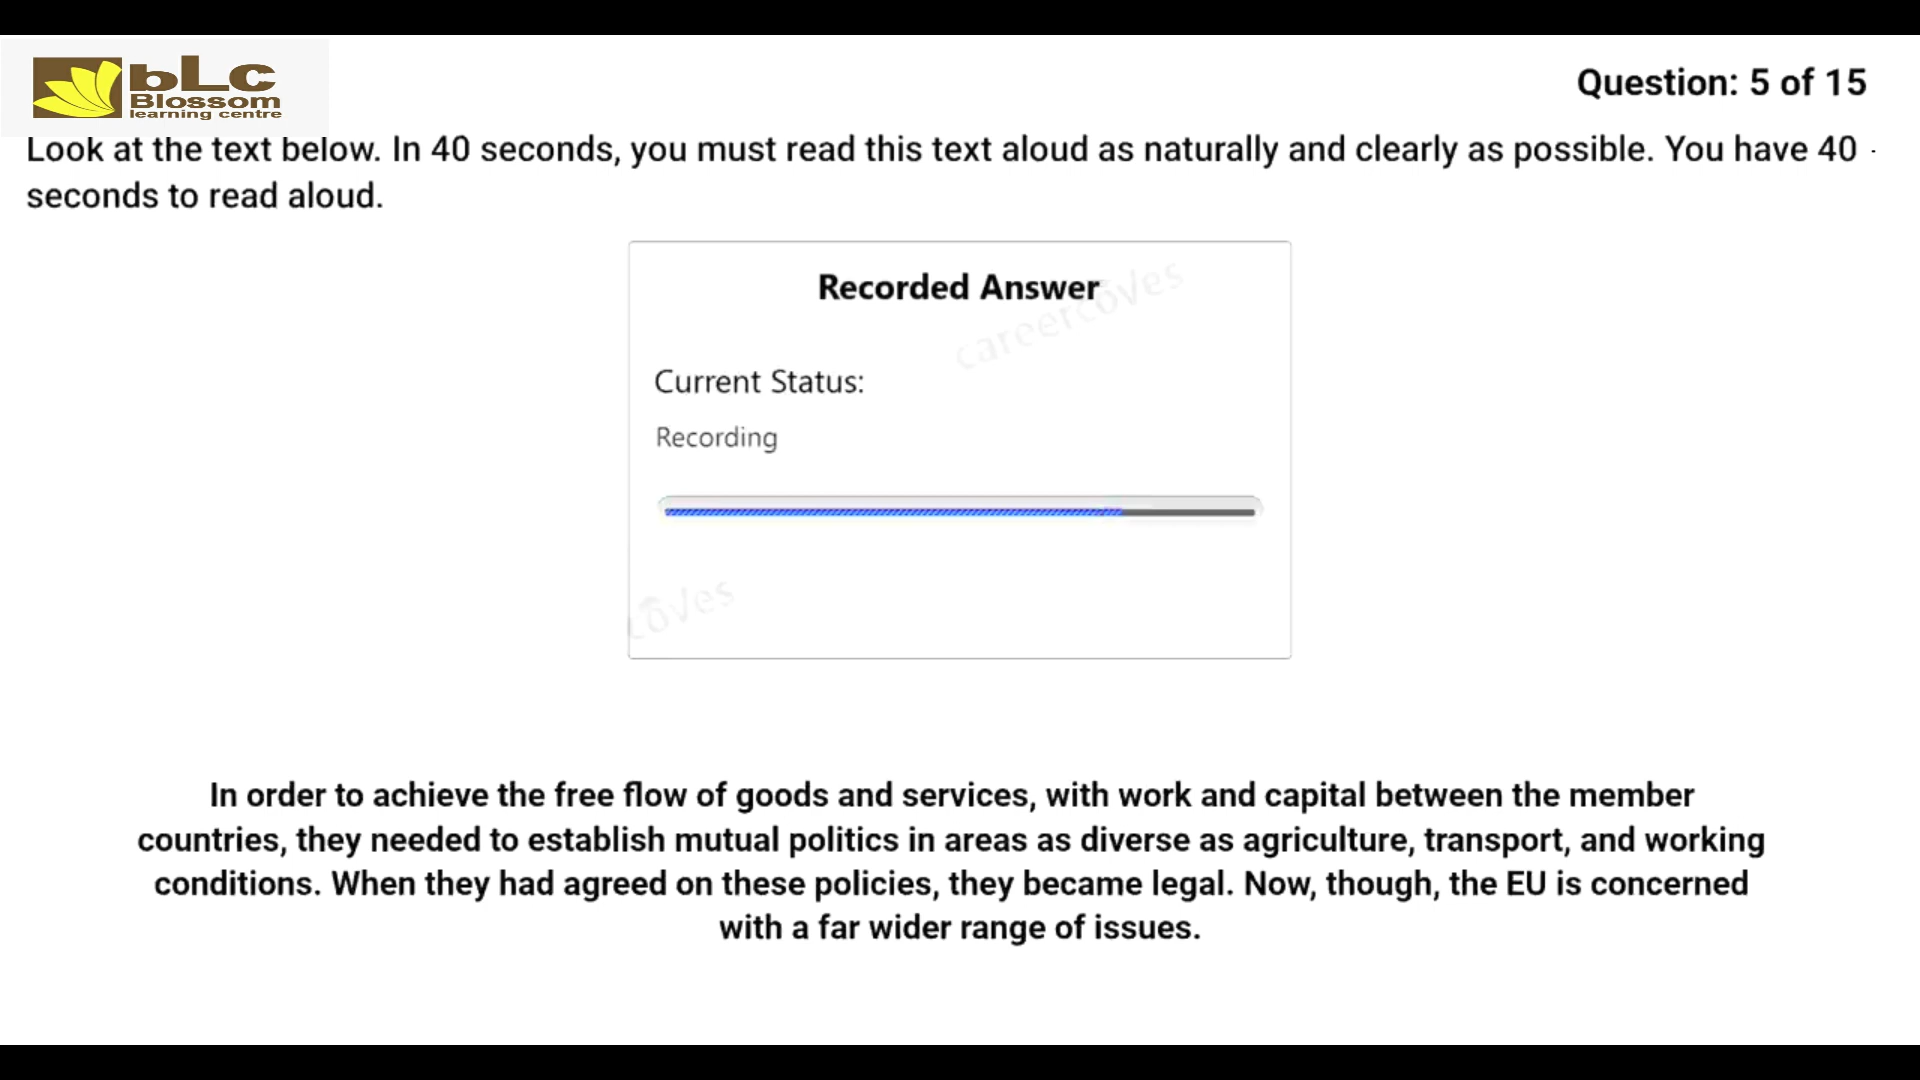 bLc
Blossom
learning centre
Question: 5 of 15
Look at the text below. In 40 seconds, you must read this text aloud as naturally and clearly as possible. You have 40
seconds to read aloud.
Recorded Answer
careercoves
Current Status:
Recording
coves
In order to achieve the free flow of goods and services, with work and capital between the member
countries, they needed to establish mutual politics in areas as diverse as agriculture, transport, and working
conditions. When they had agreed on these policies, they became legal. Now, though, the EU is concerned
with a far wider range of issues.